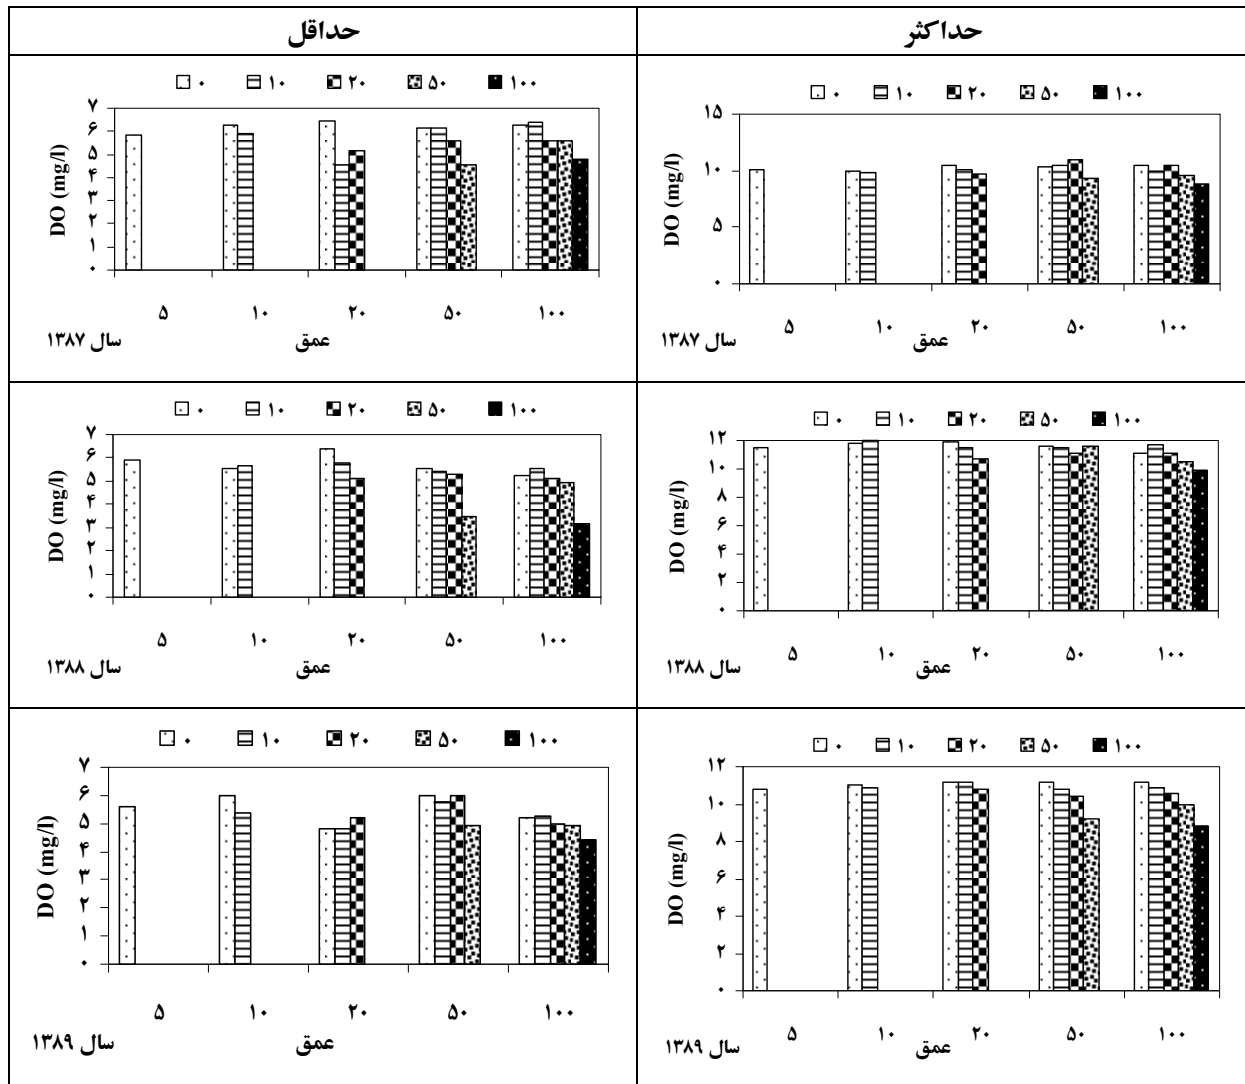 حداقل
حداکثر
۰ ۱۰ ۲۰ ۵۰ ۱۰۰
۷
۶
۵
۴
۳
۲
۱
۰
DO (mg/l)
۵ ۱۰ ۲۰ ۵۰ ۱۰۰
عمق
سال ۱۳۸۷
۰ ۱۰ ۲۰ ۵۰ ۱۰۰
۱۵
۱۰
۵
۰
DO (mg/l)
۵ ۱۰ ۲۰ ۵۰ ۱۰۰
عمق
سال ۱۳۸۷
۰ ۱۰ ۲۰ ۵۰ ۱۰۰
۷
۶
۵
۴
۳
۲
۱
۰
DO (mg/l)
۵ ۱۰ ۲۰ ۵۰ ۱۰۰
عمق
سال ۱۳۸۸
۰ ۱۰ ۲۰ ۵۰ ۱۰۰
۱۲
۱۰
۸
۶
۴
۲
۰
DO (mg/l)
۵ ۱۰ ۲۰ ۵۰ ۱۰۰
عمق
سال ۱۳۸۸
۰ ۱۰ ۲۰ ۵۰ ۱۰۰
۷
۶
۵
۴
۳
۲
۱
۰
DO (mg/l)
۵ ۱۰ ۲۰ ۵۰ ۱۰۰
عمق
سال ۱۳۸۹
۰ ۱۰ ۲۰ ۵۰ ۱۰۰
۱۲
۱۰
۸
۶
۴
۲
۰
DO (mg/l)
۵ ۱۰ ۲۰ ۵۰ ۱۰۰
عمق
سال ۱۳۸۹